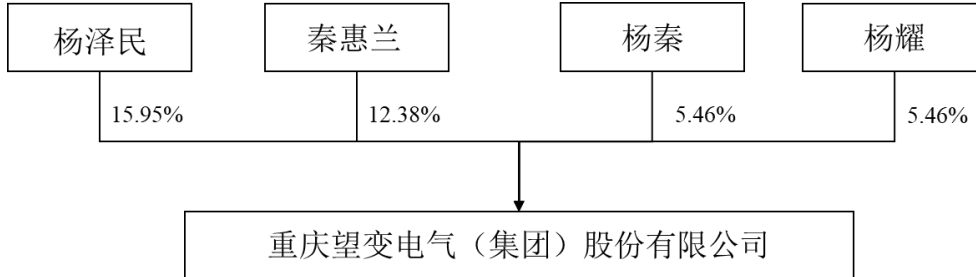 杨泽民
秦惠兰
杨秦
杨耀
15.95%
12.38%
5.46%
5.46%
重庆望变电气（集团）股份有限公司